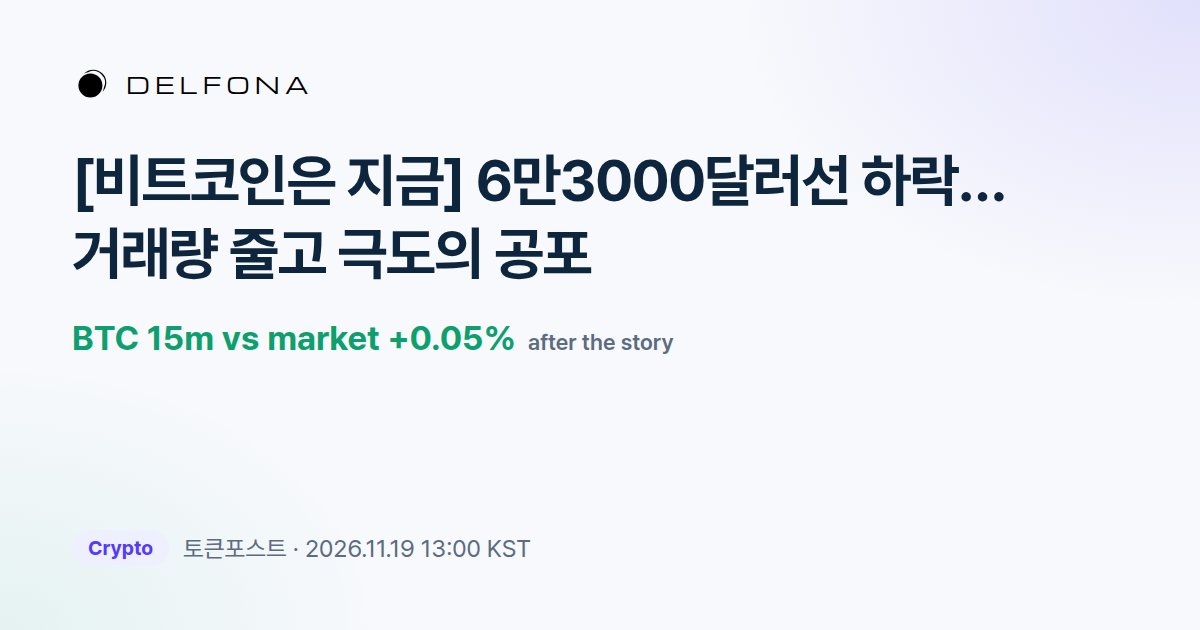 DELFONA
[비트코인은 지금] 6만3000달러선 하락...
거래량 줄고 극도의 공포
BTC 15m vs market +0.05% after the story
Crypto 토큰포스트 · 2026.11.19 13:00 KST